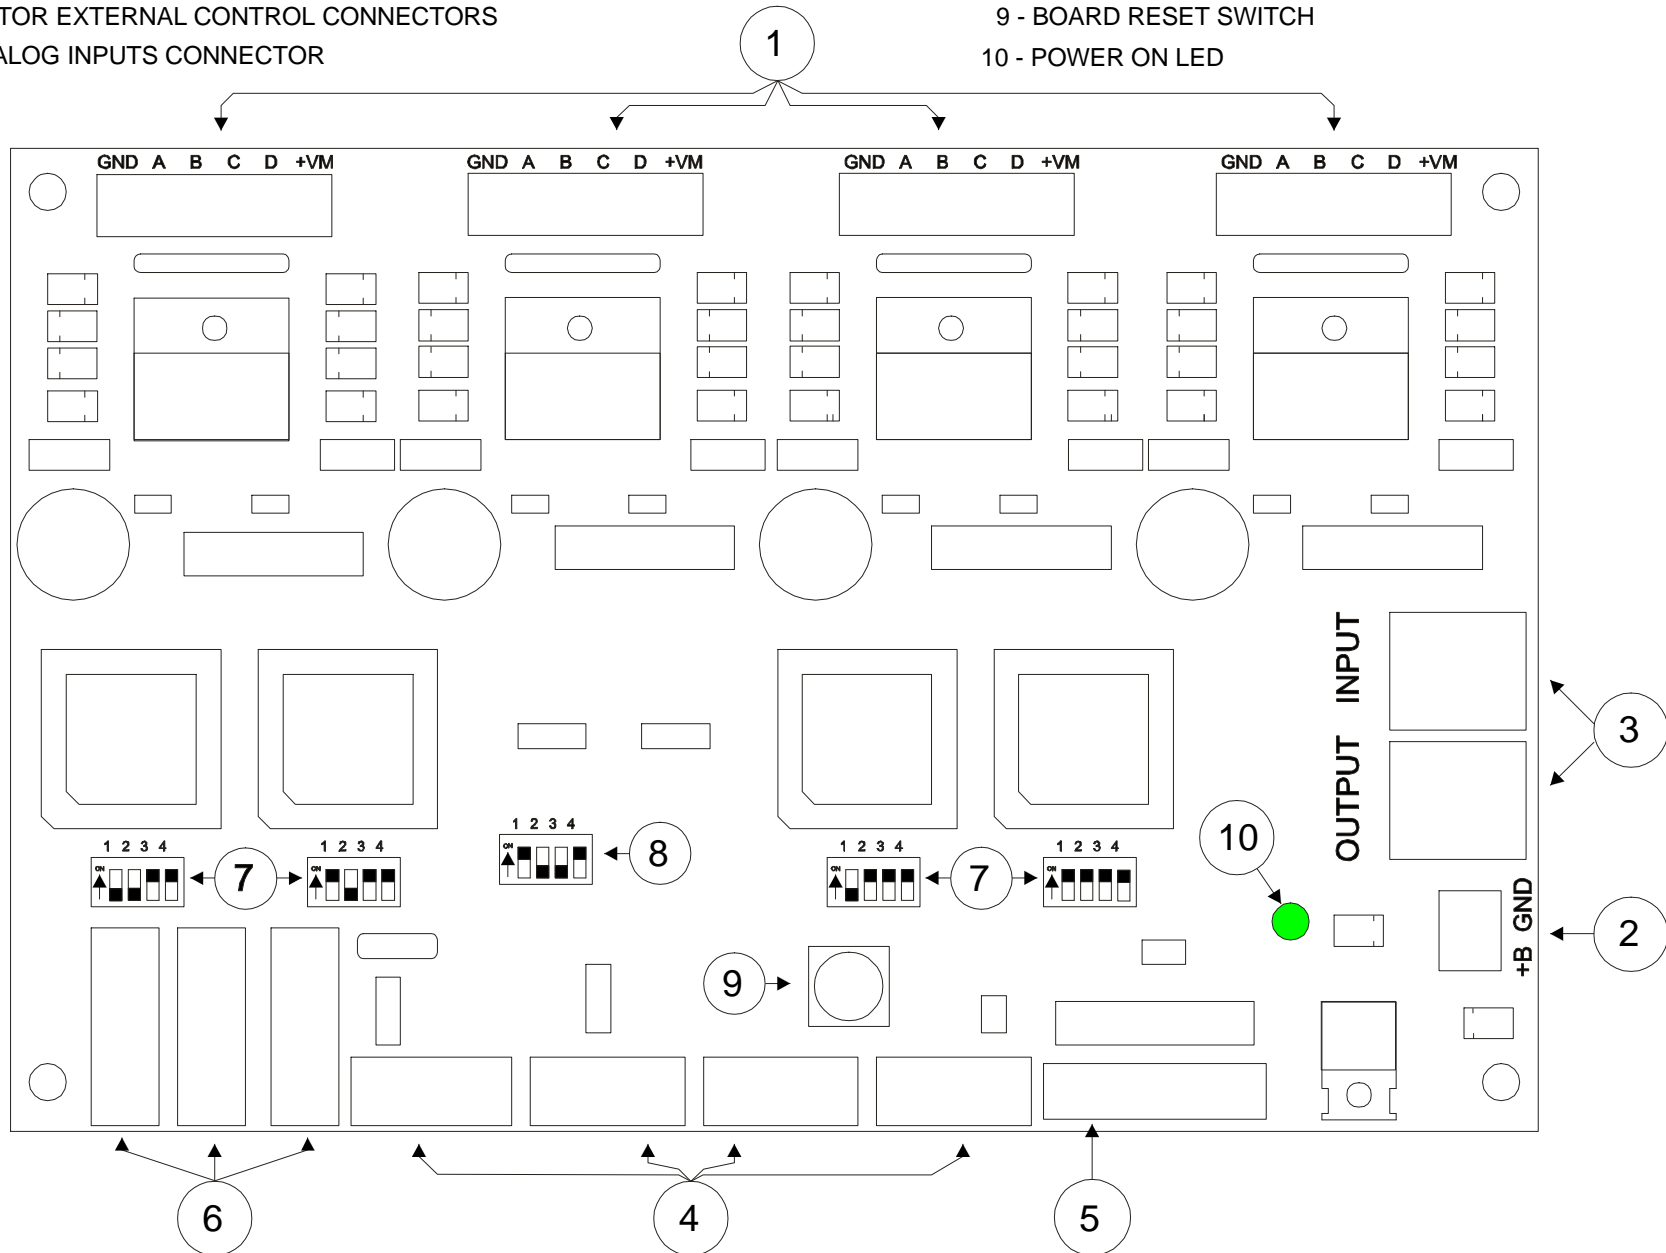 TOR EXTERNAL CONTROL CONNECTORS
ALOG INPUTS CONNECTOR
9 - BOARD RESET SWITCH
10 - POWER ON LED
1
GND A B C D +VM
GND A B C D +VM
GND A B C D +VM
GND A B C D +VM
INPUT
OUTPUT
3
10
1 2 3 4
ON
8
1 2 3 4
ON
7
1 2 3 4
ON
1 2 3 4
ON
7
1 2 3 4
ON
+B GND
2
9
6
4
5